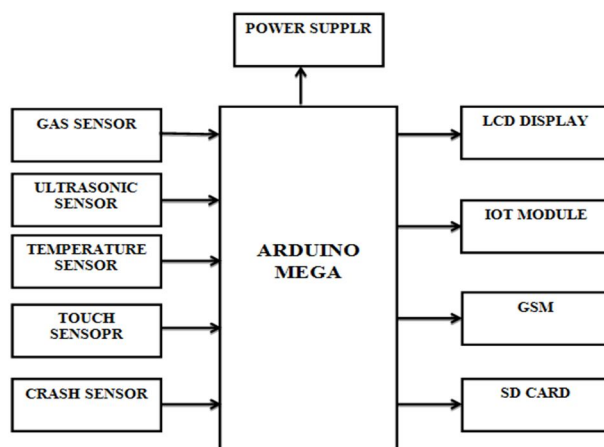 POWER SUPPLR
GAS SENSOR
ULTRASONIC
SENSOR
TEMPERATURE
SENSOR
TOUCH
SENSOPR
CRASH SENSOR
ARDUINO
MEGA
LCD DISPLAY
IOT MODULE
GSM
SD CARD